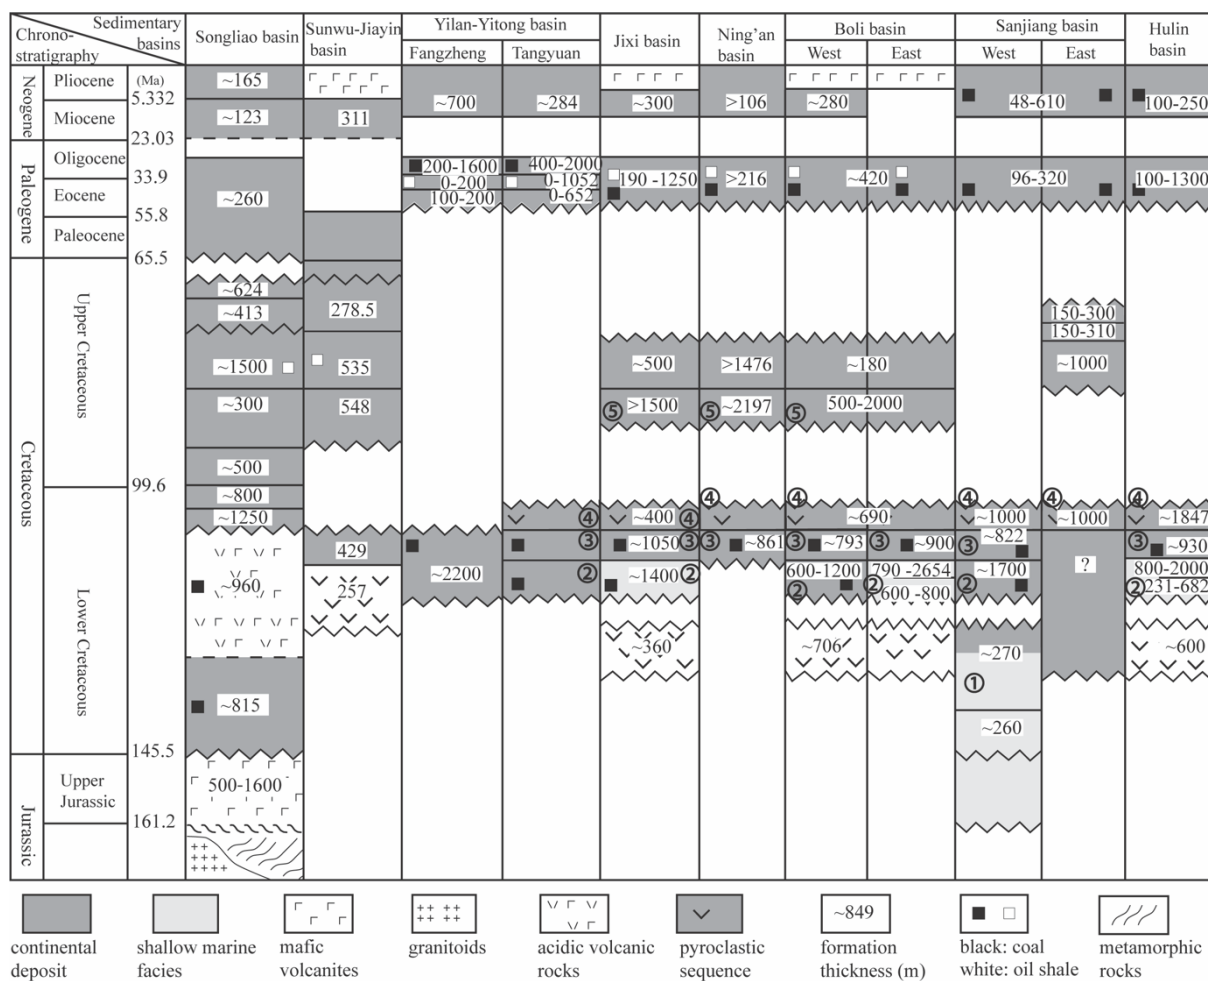 Sedimentary basins
Chrono-stratigraphy
Songliao basin
Sunwu-Jiayin basin
Yilan-Yitong basin
Fangzheng
Tangyuan
Jixi basin
Ning'an basin
Boli basin
West
East
Sanjiang basin
West
East
Hulin basin
Neogene
Pliocene
(Ma)
5.332
Miocene
23.03
~165
~123
311
~700
~284
~300
>106
~280
48-610
100-250
Paleogene
Oligocene
33.9
Eocene
55.8
Paleocene
65.5
~260
200-1600
0-200
100-200
400-2000
0-1052
0-652
190 -1250
>216
~420
96-320
100-1300
Cretaceous
Upper Cretaceous
99.6
~624
~413
~1500
~300
~500
~800
~1250
278.5
535
548
~500
⑤ >1500
>1476
⑤ ~2197
~180
⑤ 500-2000
150-300
150-310
~1000
Lower Cretaceous
145.5
~960
~815
429
257
~2200
④
③
②
~400 ④
~1050 ③
~1400 ②
~360
④
③ ~861
④
~690
③ ~793
③ ~900
600-1200
②
790 -2654
② 600 -800
~706
④
~1000
~822
③
~1700
②
~270
①
~260
④
~1000
?
④
~1847
③
~930
800-2000
② 231-682
~600
Jurassic
Upper Jurassic
161.2
500-1600
continental deposit
shallow marine facies
mafic volcanites
granitoids
acidic volcanic rocks
pyroclastic sequence
~849
formation thickness (m)
black: coal
white: oil shale
metamorphic rocks